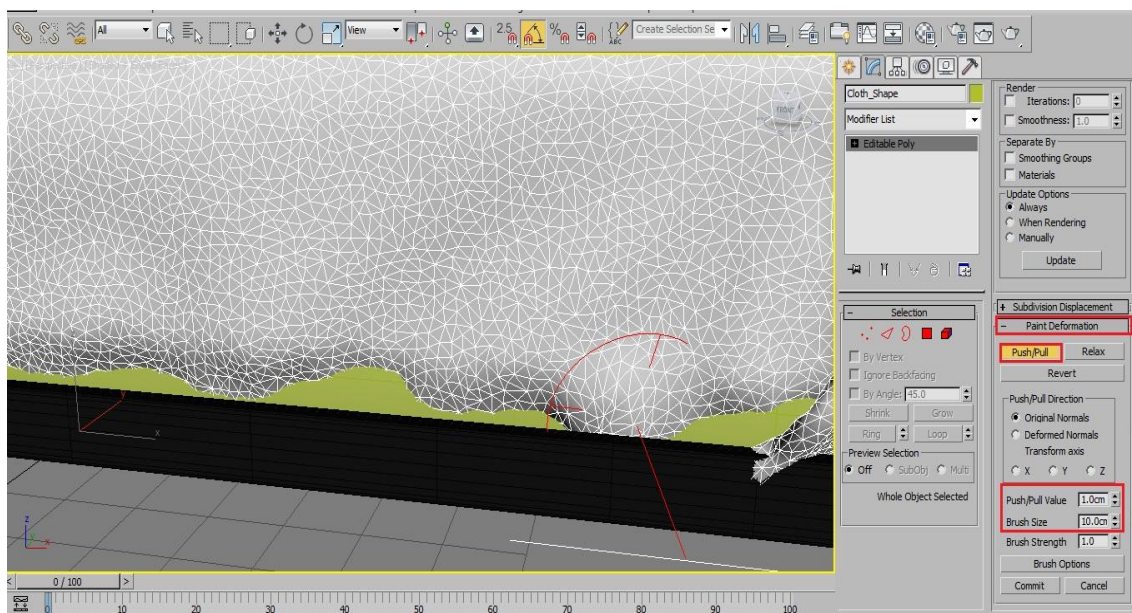 All
View
2.5
%
ABC
Create Selection Se
FRONT
x
z
x
0 / 100
0 10 20 30 40 50 60 70 80 90 100
Cloth_Shape
Modifier List
Editable Poly
Selection
By Vertex
Ignore Backfacing
By Angle: 45.0
Shrink Grow
Ring Loop
Preview Selection
Off SubObj Multi
Whole Object Selected
Render
Iterations: 0
Smoothness: 1.0
Separate By
Smoothing Groups
Materials
Update Options
Always
When Rendering
Manually
Update
+ Subdivision Displacement
- Paint Deformation
Push/Pull Relax
Revert
Push/Pull Direction
Original Normals
Deformed Normals
Transform axis
X Y Z
Push/Pull Value 1.0cm
Brush Size 10.0cm
Brush Strength 1.0
Brush Options
Commit Cancel